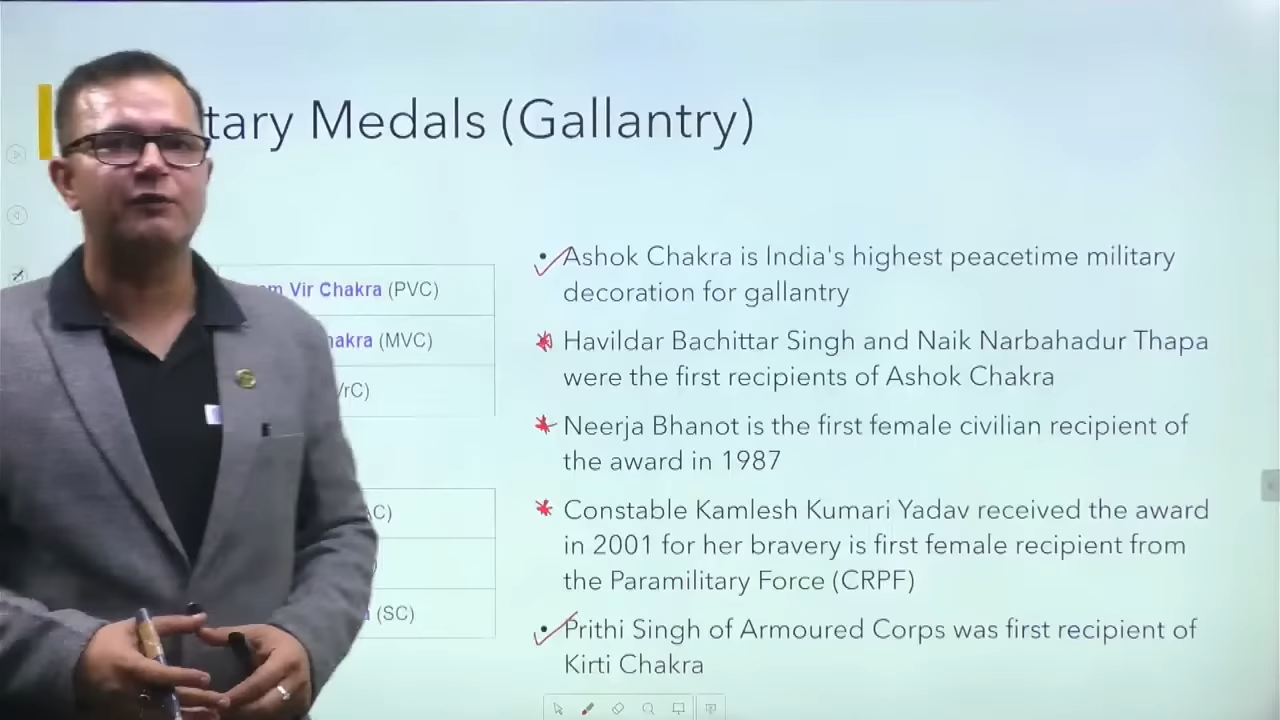 tary Medals (Gallantry)
m Vir Chakra (PVC)
hakra (MVC)
VrC)
C)
(SC)
• Ashok Chakra is India's highest peacetime military
decoration for gallantry
Havildar Bachittar Singh and Naik Narbahadur Thapa
were the first recipients of Ashok Chakra
Neerja Bhanot is the first female civilian recipient of
the award in 1987
Constable Kamlesh Kumari Yadav received the award
in 2001 for her bravery is first female recipient from
the Paramilitary Force (CRPF)
• Prithi Singh of Armoured Corps was first recipient of
Kirti Chakra